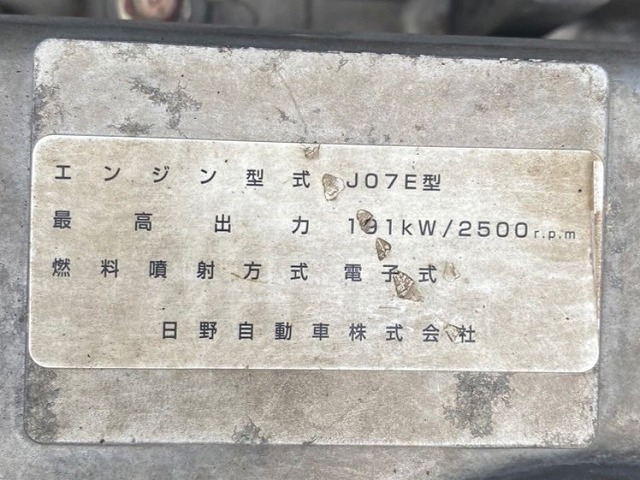 エンジン型式 J07E型
最高出力 191kW/2500r.p.m
燃料噴射方式 電子式
日野自動車株式会社